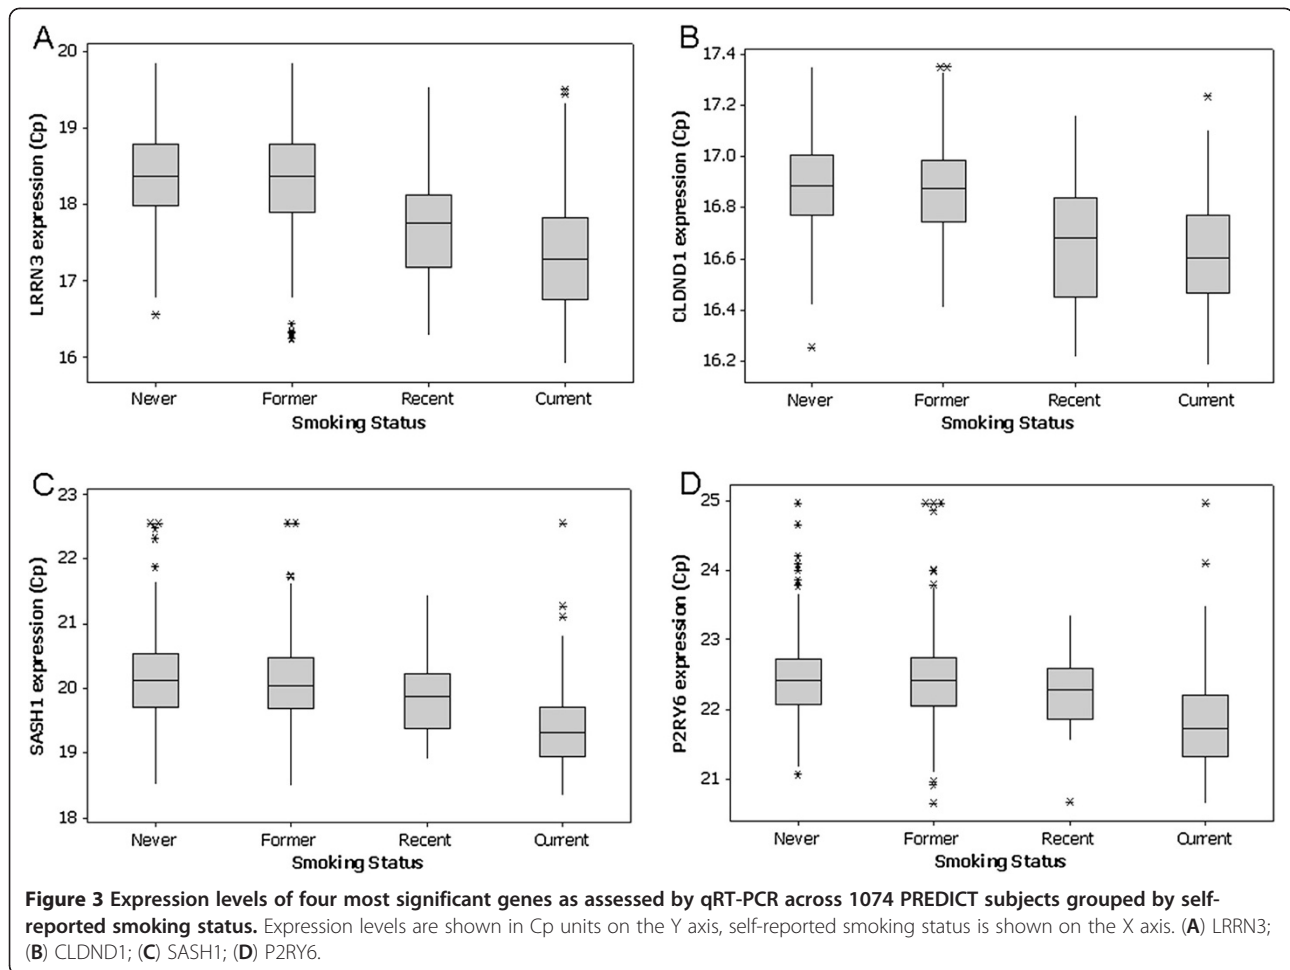 A
LRRN3 expression (Cp)
20
19
18
17
16
Never Former Recent Current
Smoking Status
B
CLDND1 expression (Cp)
17.4
17.2
17.0
16.8
16.6
16.4
16.2
Never Former Recent Current
Smoking Status
C
SASH1 expression (Cp)
23
22
21
20
19
18
Never Former Recent Current
Smoking Status
D
P2RY6 expression (Cp)
25
24
23
22
21
Never Former Recent Current
Smoking Status
Figure 3 Expression levels of four most significant genes as assessed by qRT-PCR across 1074 PREDICT subjects grouped by self-
reported smoking status. Expression levels are shown in Cp units on the Y axis, self-reported smoking status is shown on the X axis. (A) LRRN3;
(B) CLDND1; (C) SASH1; (D) P2RY6.